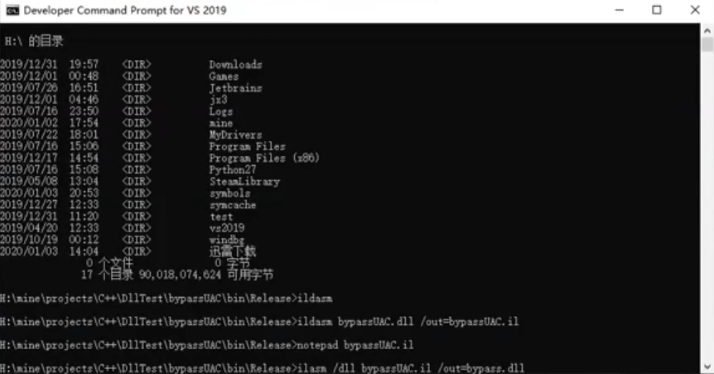 Developer Command Prompt for VS 2019
H:\ 的目录
2019/12/31  19:57    <DIR>          Downloads
2019/12/01  00:48    <DIR>          Games
2019/07/26  16:51    <DIR>          Jetbrains
2019/12/01  04:46    <DIR>          jx3
2019/07/16  23:50    <DIR>          Logs
2020/01/02  17:54    <DIR>          mine
2019/07/22  18:01    <DIR>          MyDrivers
2019/07/16  15:06    <DIR>          Program Files
2019/12/17  14:54    <DIR>          Program Files (x86)
2019/07/16  15:08    <DIR>          Python27
2019/05/08  13:04    <DIR>          SteamLibrary
2020/01/03  20:53    <DIR>          symbols
2019/12/27  12:33    <DIR>          symcache
2019/12/31  11:20    <DIR>          test
2019/04/20  12:33    <DIR>          vs2019
2019/10/19  00:12    <DIR>          windbg
2020/01/03  14:04    <DIR>          迅雷下载
0 个文件              0 字节
17 个目录 90,018,074,624 可用字节
H:\mine\projects\C++\DllTest\bypassUAC\bin\Release>ildasm
H:\mine\projects\C++\DllTest\bypassUAC\bin\Release>ildasm bypassUAC.dll /out=bypassUAC.il
H:\mine\projects\C++\DllTest\bypassUAC\bin\Release>notepad bypassUAC.il
H:\mine\projects\C++\DllTest\bypassUAC\bin\Release>ilasm /dll bypassUAC.il /out=bypass.dll